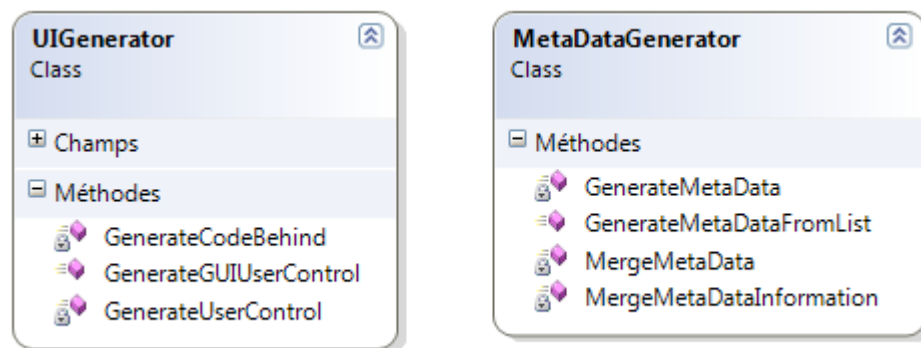 UIGenerator
Class
Champs
Méthodes
GenerateCodeBehind
GenerateGUIUserControl
GenerateUserControl
MetaDataGenerator
Class
Méthodes
GenerateMetaData
GenerateMetaDataFromList
MergeMetaData
MergeMetaDataInformation